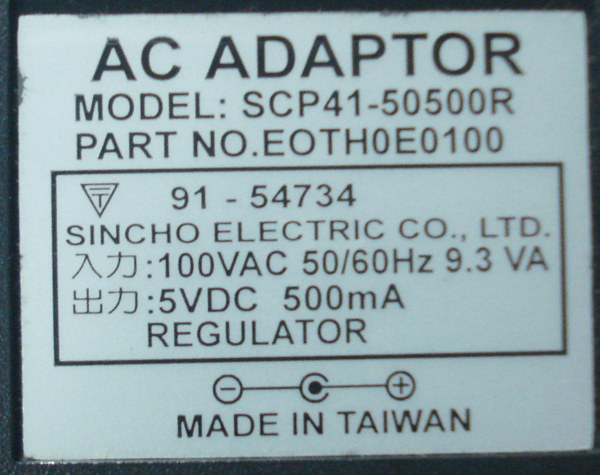 AC ADAPTOR
MODEL: SCP41-50500R
PART NO.EOTH0E0100
91 - 54734
SINCHO ELECTRIC CO., LTD.
入力:100VAC 50/60Hz 9.3 VA
出力:5VDC 500mA
REGULATOR
MADE IN TAIWAN